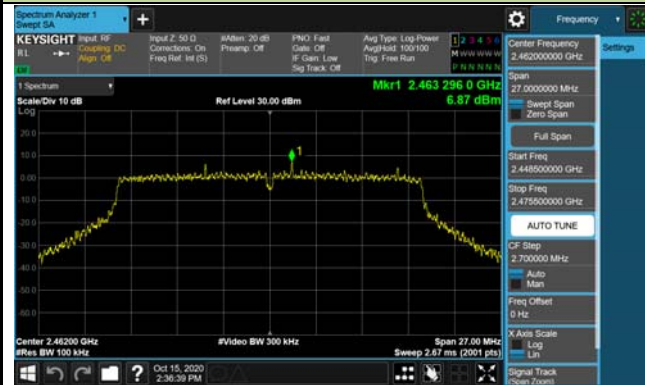 Spectrum Analyzer 1
Swept SA
Frequency
KEYSIGHT
RL
LXI
Input: RF
Coupling: DC
Align: Off
Input Z: 50 Ω
Corrections: On
Freq Ref: Int (S)
#Atten: 20 dB
Preamp: Off
PNO: Fast
Gate: Off
IF Gain: Low
Sig Track: Off
Avg Type: Log-Power
Avg|Hold: 100/100
Trig: Free Run
1 2 3 4 5 6
M W W W W W
P N N N N N
Settings
Center Frequency
2.462000000 GHz
Span
27.0000000 MHz
Swept Span
Zero Span
Full Span
Start Freq
2.448500000 GHz
Stop Freq
2.475500000 GHz
AUTO TUNE
CF Step
2.700000 MHz
Auto
Man
Freq Offset
0 Hz
X Axis Scale
Log
Lin
Signal Track
(Span Zoom)
1 Spectrum
Scale/Div 10 dB
Ref Level 30.00 dBm
Mkr1 2.463 296 0 GHz
6.87 dBm
Log
20.0
10.0
0.00
-10.0
-20.0
-30.0
-40.0
-50.0
-60.0
1
Center 2.46200 GHz
#Res BW 100 kHz
#Video BW 300 kHz
Span 27.00 MHz
Sweep 2.67 ms (2001 pts)
?
Oct 15, 2020
2:36:39 PM